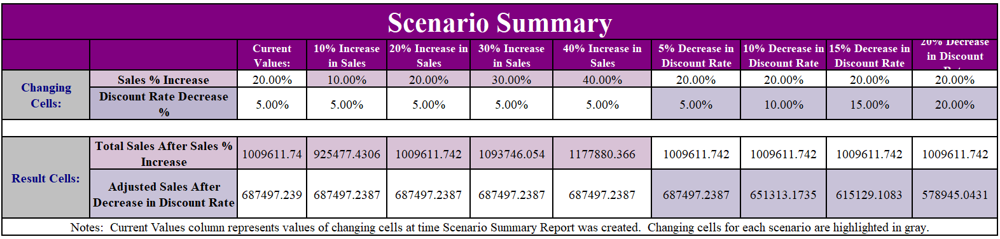 Scenario Summary
Current Values: 10% Increase in Sales 20% Increase in Sales 30% Increase in Sales 40% Increase in Sales 5% Decrease in Discount Rate 10% Decrease in Discount Rate 15% Decrease in Discount Rate 20% Decrease in Discount
Changing Cells:
Sales % Increase 20.00% 10.00% 20.00% 30.00% 40.00% 20.00% 20.00% 20.00% 20.00%
Discount Rate Decrease % 5.00% 5.00% 5.00% 5.00% 5.00% 5.00% 10.00% 15.00% 20.00%
Result Cells:
Total Sales After Sales % Increase 1009611.74 925477.4306 1009611.742 1093746.054 1177880.366 1009611.742 1009611.742 1009611.742 1009611.742
Adjusted Sales After Decrease in Discount Rate 687497.239 687497.2387 687497.2387 687497.2387 687497.2387 687497.2387 651313.1735 615129.1083 578945.0431
Notes: Current Values column represents values of changing cells at time Scenario Summary Report was created. Changing cells for each scenario are highlighted in gray.